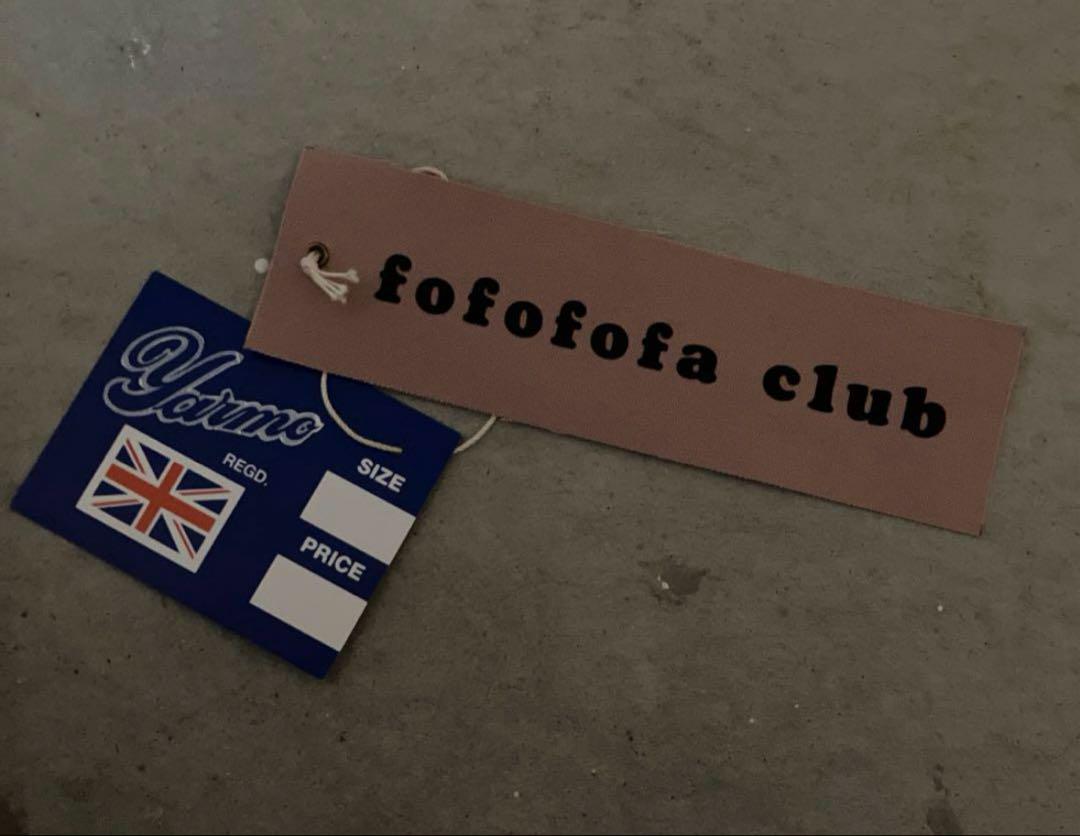 fofofofa club
Yarmo
REGD.
SIZE
PRICE